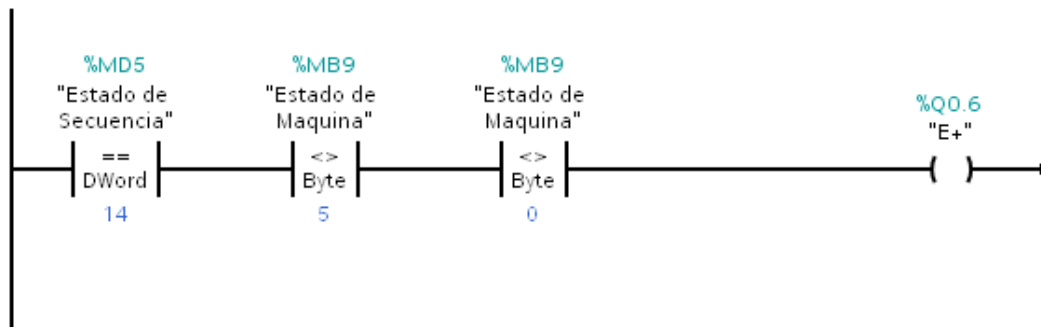 %MD5
"Estado de
Secuencia"
==
DWord
14
%MB9
"Estado de
Maquina"
<>
Byte
5
%MB9
"Estado de
Maquina"
<>
Byte
0
%Q0.6
"E+"
( )